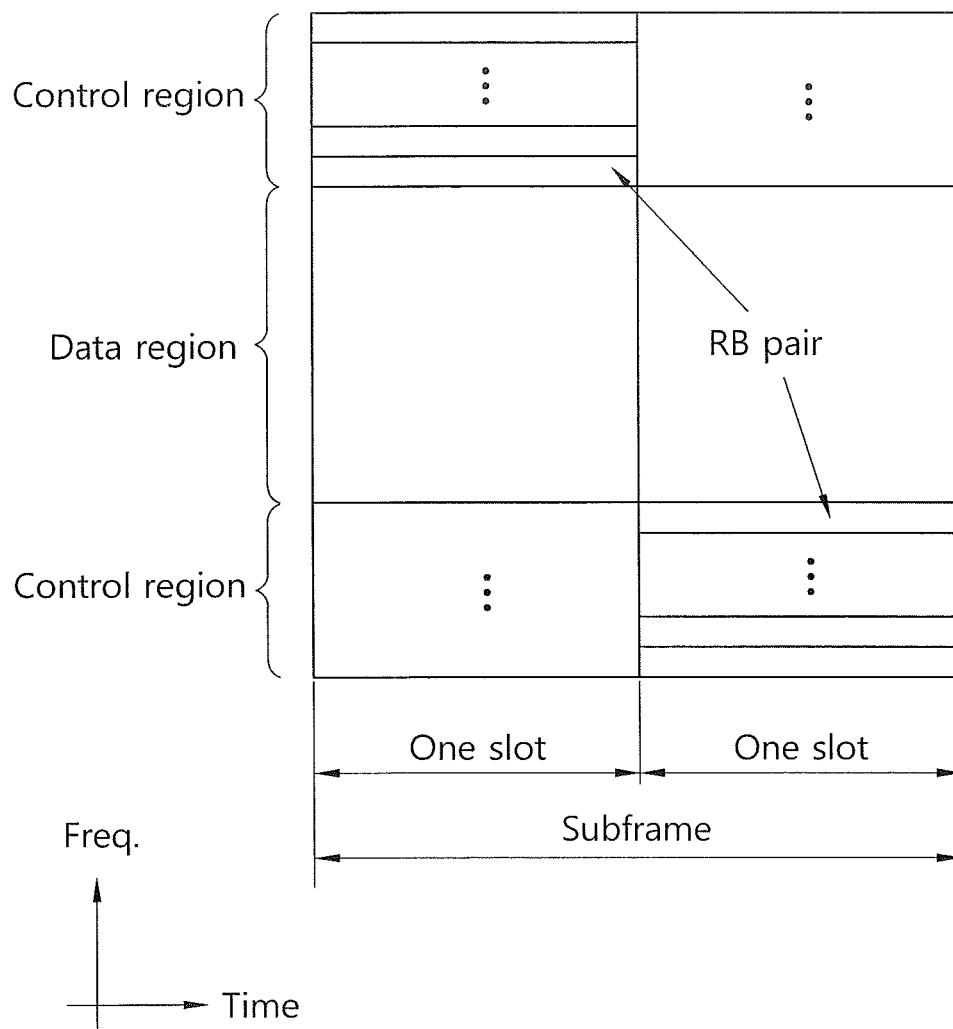 Control region
Data region
RB pair
Control region
One slot
One slot
Subframe
Freq.
Time